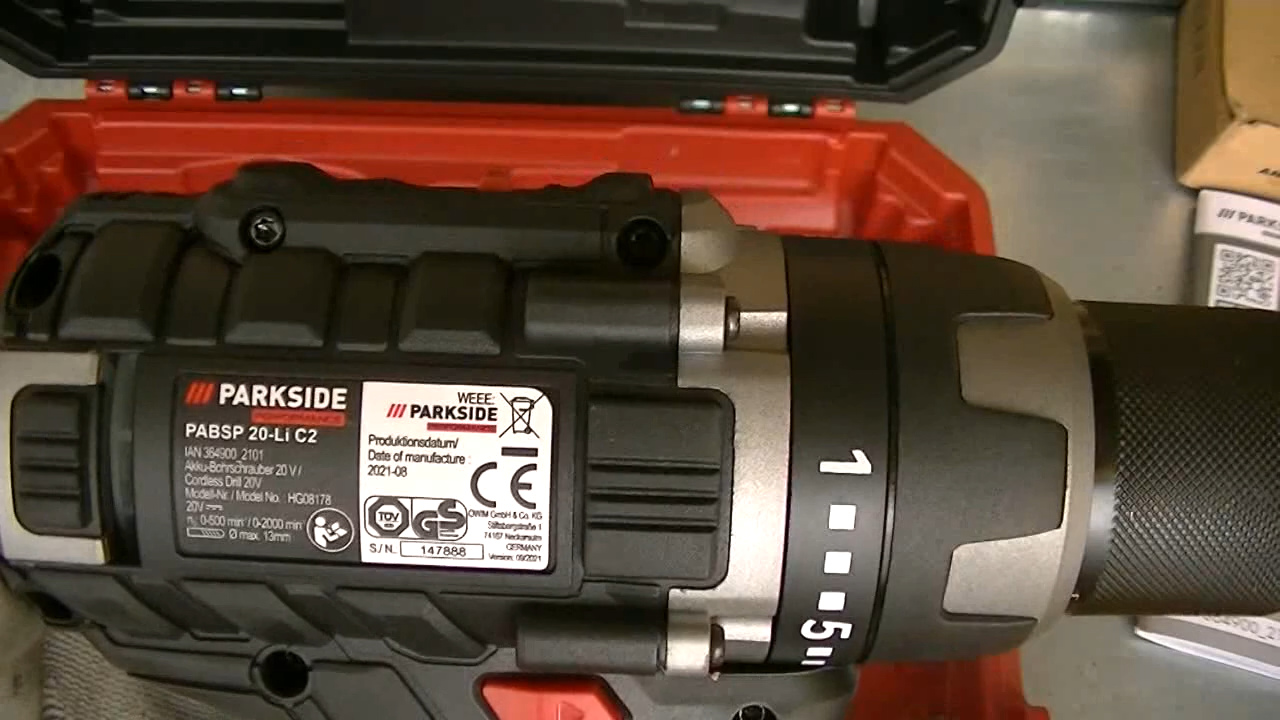 /// PARKSIDE
PERFORMANCE
PABSP 20-Li C2
IAN 364900_2101
Akku-Bohrschrauber 20 V /
Cordless Drill 20V
Modell-Nr. / Model No. : HG08178
20V
n₀ 0-500 min⁻¹/ 0-2000 min⁻¹
Ø max. 13mm
WEEE:
/// PARKSIDE
PERFORMANCE
Produktionsdatum/
Date of manufacture :
2021-08
CE
TÜV
GS
OWIM GmbH & Co. KG
Stiftsbergstraße 1
74167 Neckarsulm
GERMANY
Version: 09/2021
S/N. 147888
1
5
/// PARKS